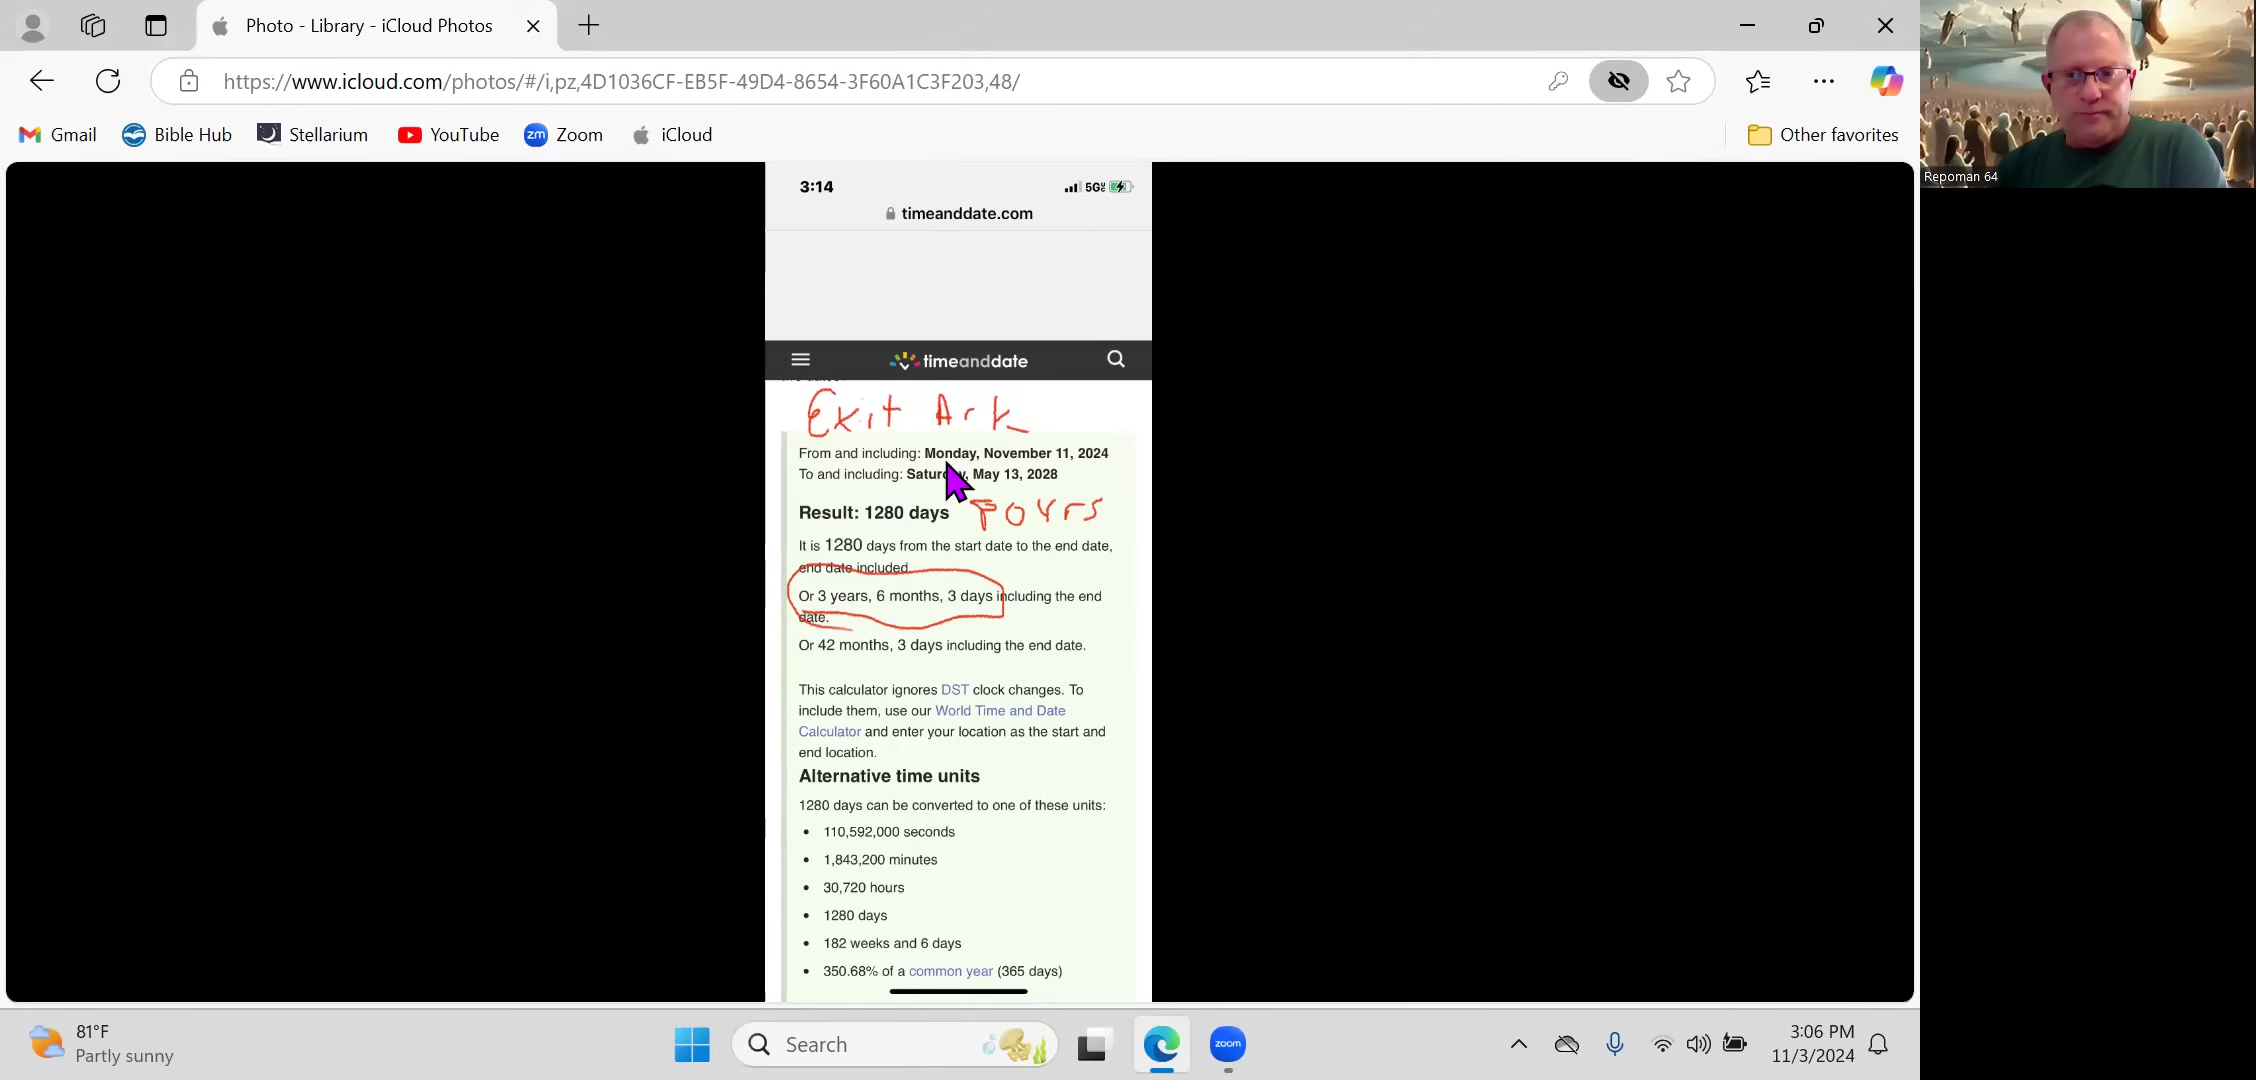 Photo - Library - iCloud Photos
https://www.icloud.com/photos/#/i,pz,4D1036CF-EB5F-49D4-8654-3F60A1C3F203,48/
Gmail Bible Hub Stellarium YouTube zm Zoom iCloud Other favorites
Repoman 64
3:14 5G
timeanddate.com
timeanddate
Exit Ark
From and including: Monday, November 11, 2024
To and including: Saturday, May 13, 2028
Result: 1280 days
It is 1280 days from the start date to the end date,
end date included.
Or 3 years, 6 months, 3 days including the end
date.
Or 42 months, 3 days including the end date.
This calculator ignores DST clock changes. To
include them, use our World Time and Date
Calculator and enter your location as the start and
end location.
Alternative time units
1280 days can be converted to one of these units:
• 110,592,000 seconds
• 1,843,200 minutes
• 30,720 hours
• 1280 days
• 182 weeks and 6 days
• 350.68% of a common year (365 days)
81°F
Partly sunny
Search
zoom
3:06 PM
11/3/2024